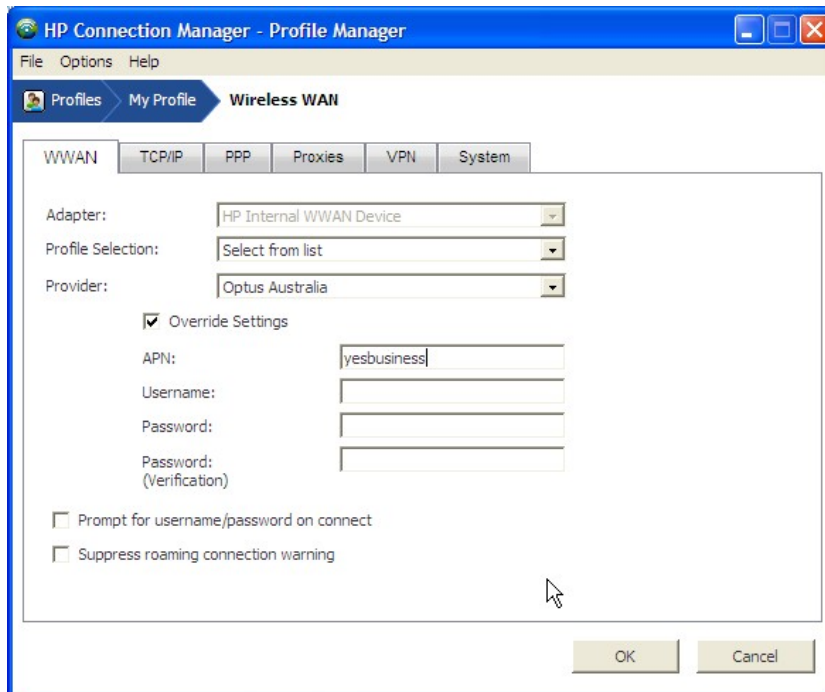 HP Connection Manager - Profile Manager
File Options Help
Profiles My Profile Wireless WAN
WWAN TCP/IP PPP Proxies VPN System
Adapter: HP Internal WWAN Device
Profile Selection: Select from list
Provider: Optus Australia
Override Settings
APN: yesbusiness
Username:
Password:
Password:
(Verification)
Prompt for username/password on connect
Suppress roaming connection warning
OK Cancel